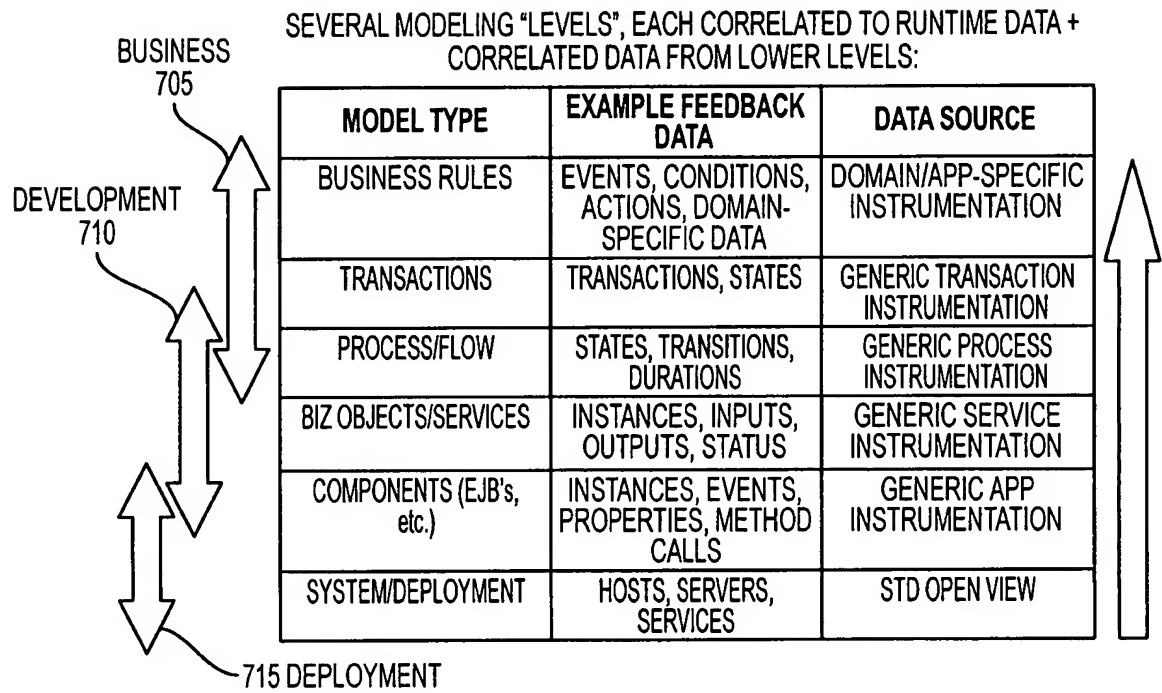 SEVERAL MODELING "LEVELS", EACH CORRELATED TO RUNTIME DATA +
CORRELATED DATA FROM LOWER LEVELS:
BUSINESS
705
DEVELOPMENT
710
MODEL TYPE
EXAMPLE FEEDBACK
DATA
DATA SOURCE
BUSINESS RULES
EVENTS, CONDITIONS,
ACTIONS, DOMAIN-
SPECIFIC DATA
DOMAIN/APP-SPECIFIC
INSTRUMENTATION
TRANSACTIONS
TRANSACTIONS, STATES
GENERIC TRANSACTION
INSTRUMENTATION
PROCESS/FLOW
STATES, TRANSITIONS,
DURATIONS
GENERIC PROCESS
INSTRUMENTATION
BIZ OBJECTS/SERVICES
INSTANCES, INPUTS,
OUTPUTS, STATUS
GENERIC SERVICE
INSTRUMENTATION
COMPONENTS (EJB's,
etc.)
INSTANCES, EVENTS,
PROPERTIES, METHOD
CALLS
GENERIC APP
INSTRUMENTATION
SYSTEM/DEPLOYMENT
HOSTS, SERVERS,
SERVICES
STD OPEN VIEW
715 DEPLOYMENT